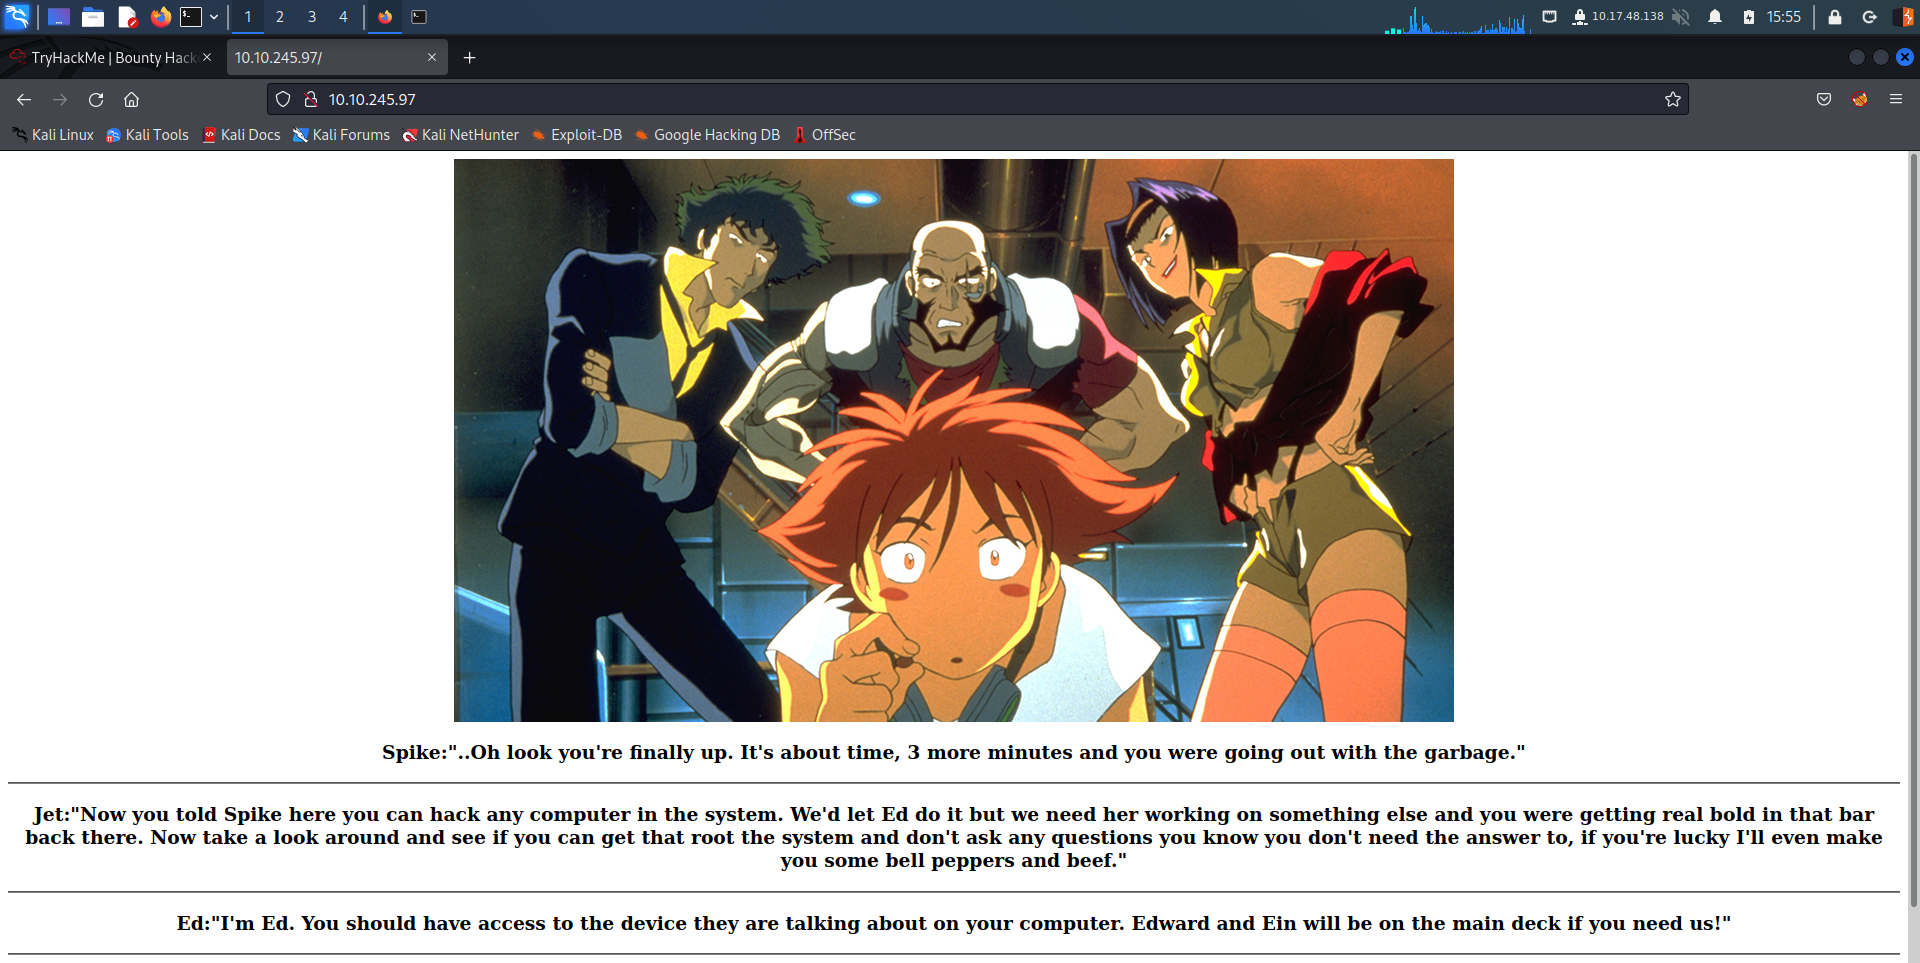 1 2 3 4 10.17.48.138 15:55
TryHackMe | Bounty Hack 10.10.245.97/
10.10.245.97
Kali Linux Kali Tools Kali Docs Kali Forums Kali NetHunter Exploit-DB Google Hacking DB OffSec
Spike:"..Oh look you're finally up. It's about time, 3 more minutes and you were going out with the garbage."
Jet:"Now you told Spike here you can hack any computer in the system. We'd let Ed do it but we need her working on something else and you were getting real bold in that bar
back there. Now take a look around and see if you can get that root the system and don't ask any questions you know you don't need the answer to, if you're lucky I'll even make
you some bell peppers and beef."
Ed:"I'm Ed. You should have access to the device they are talking about on your computer. Edward and Ein will be on the main deck if you need us!"